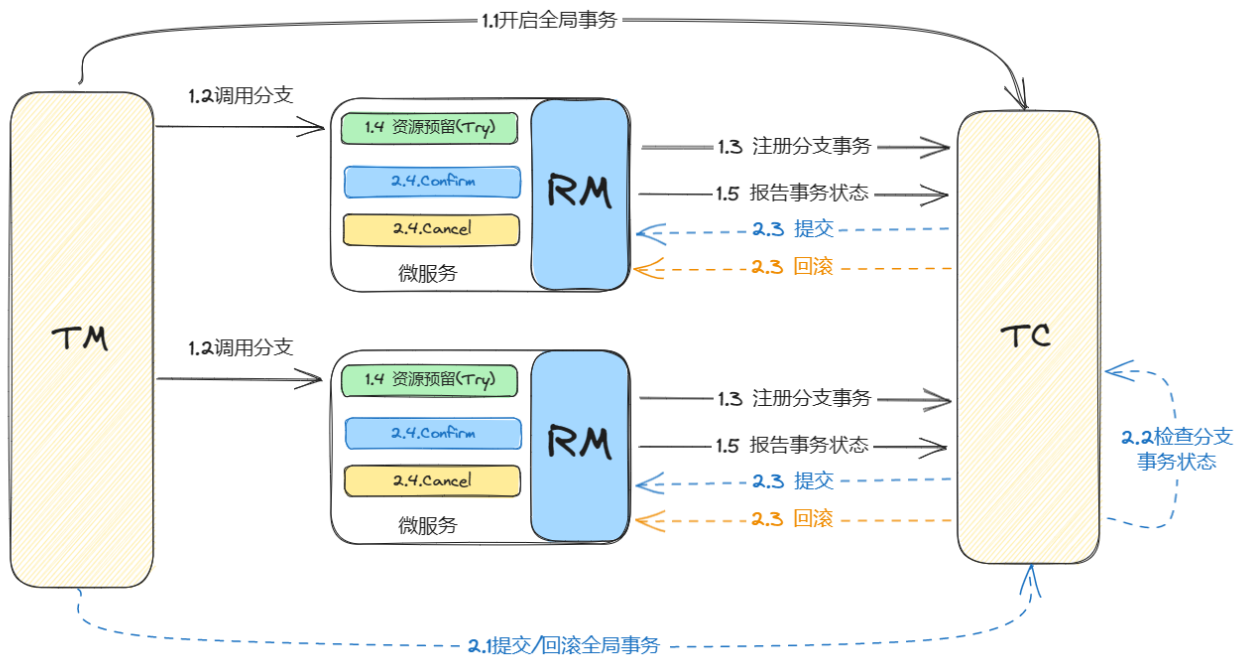 1.1开启全局事务
TM
1.2调用分支
1.4 资源预留(Try)
2.4.Confirm
2.4.Cancel
微服务
RM
1.3 注册分支事务
1.5 报告事务状态
2.3 提交
2.3 回滚
1.2调用分支
1.4 资源预留(Try)
2.4.Confirm
2.4.Cancel
微服务
RM
1.3 注册分支事务
1.5 报告事务状态
2.3 提交
2.3 回滚
TC
2.2检查分支
事务状态
2.1提交/回滚全局事务